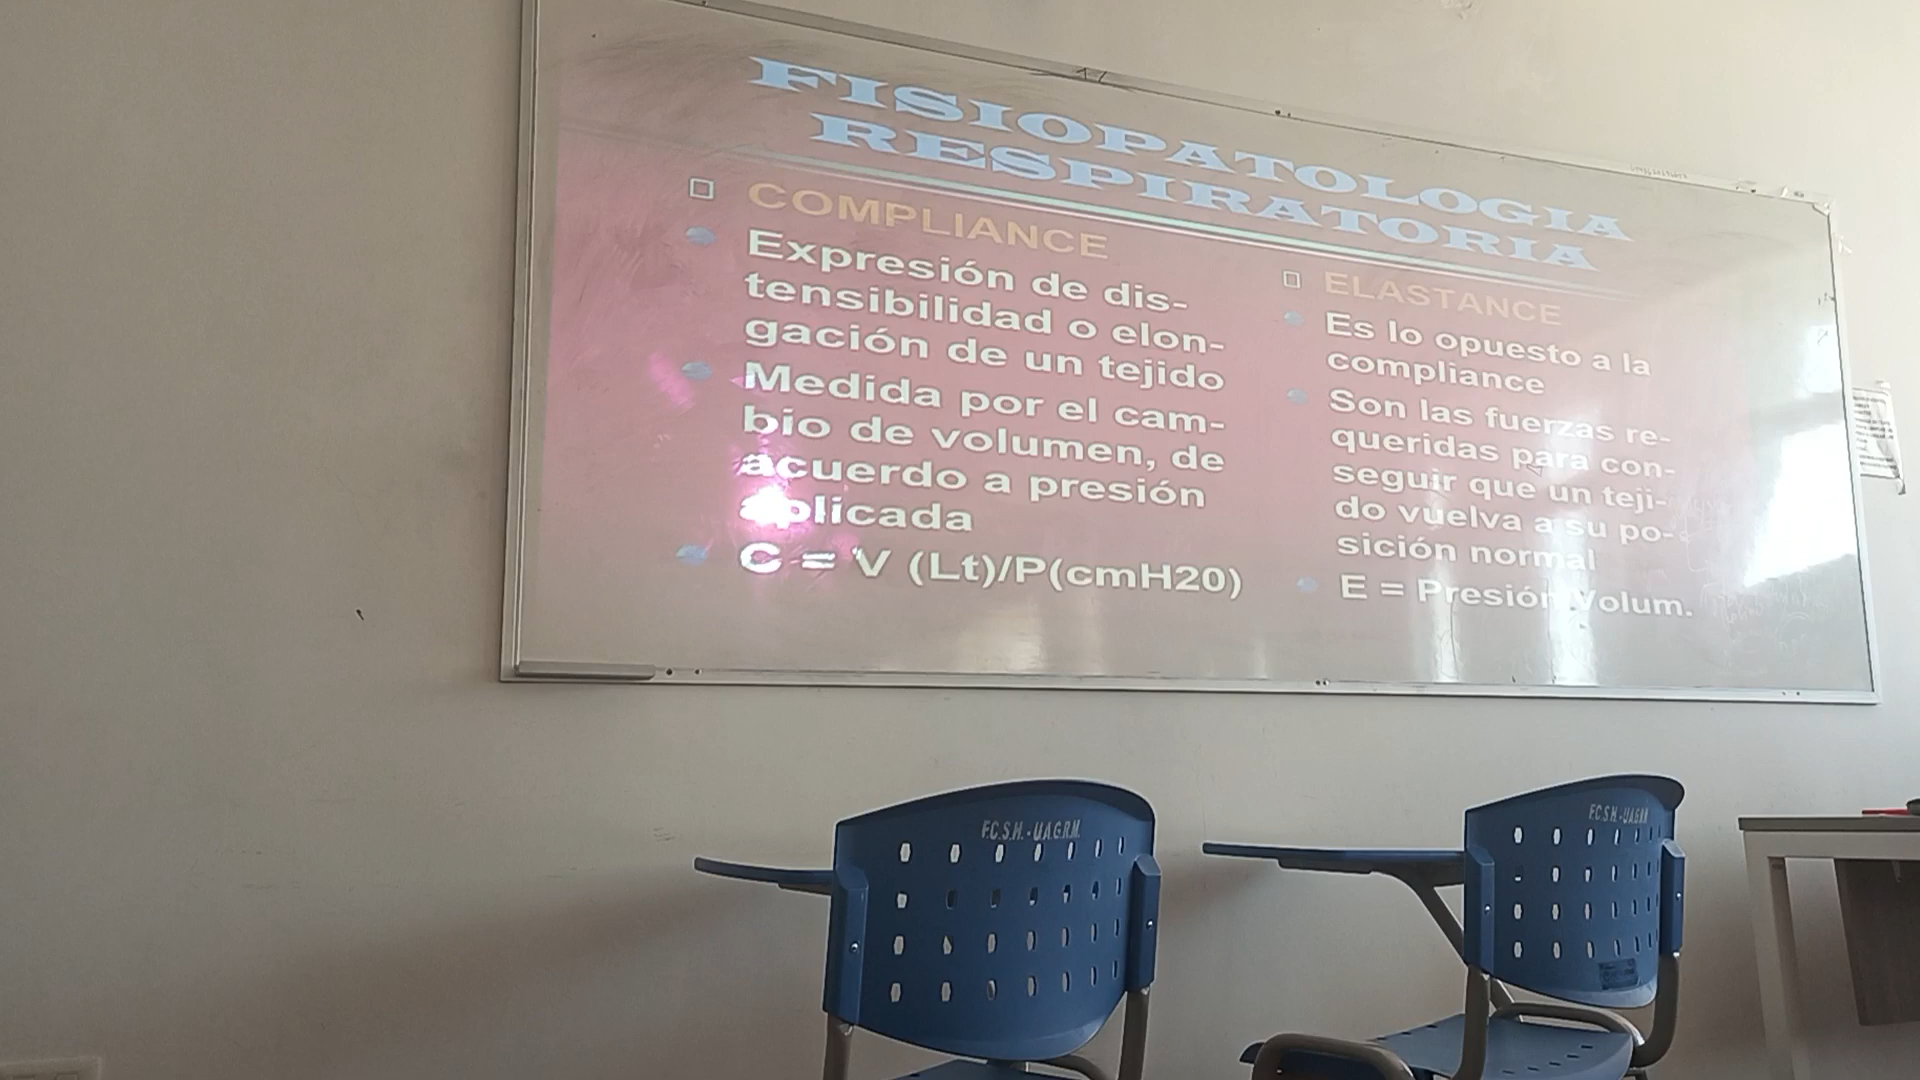 FISIOPATOLOGIA
RESPIRATORIA
COMPLIANCE
Expresión de dis-
tensibilidad o elon-
gación de un tejido
Medida por el cam-
bio de volumen, de
acuerdo a presión
aplicada
C = V (Lt)/P(cmH20)
ELASTANCE
Es lo opuesto a la
compliance
Son las fuerzas re-
queridas para con-
seguir que un teji-
do vuelva a su po-
sición normal
E = Presión/Volum.
F.C.S.H. - U.A.G.R.M.
F.C.S.H. - U.A.G.R.M.